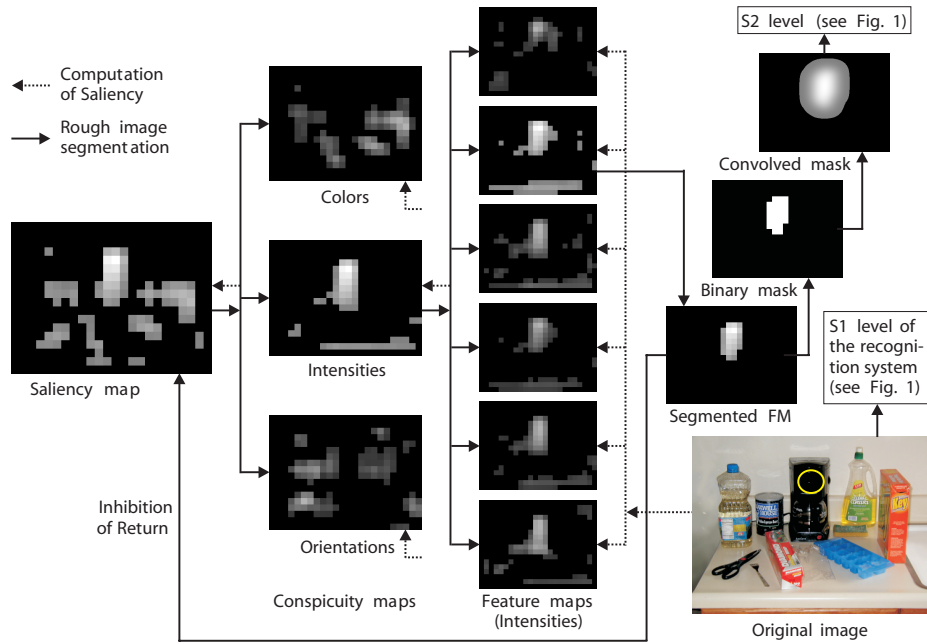 S2 level (see Fig. 1)
Computation
of Saliency
Rough image
segmentation
Convolved mask
Colors
Binary mask
S1 level of
the recogni-
tion system
(see Fig. 1)
Saliency map
Intensities
Segmented FM
Inhibition
of Return
Orientations
Conspicuity maps
Feature maps
(Intensities)
Original image